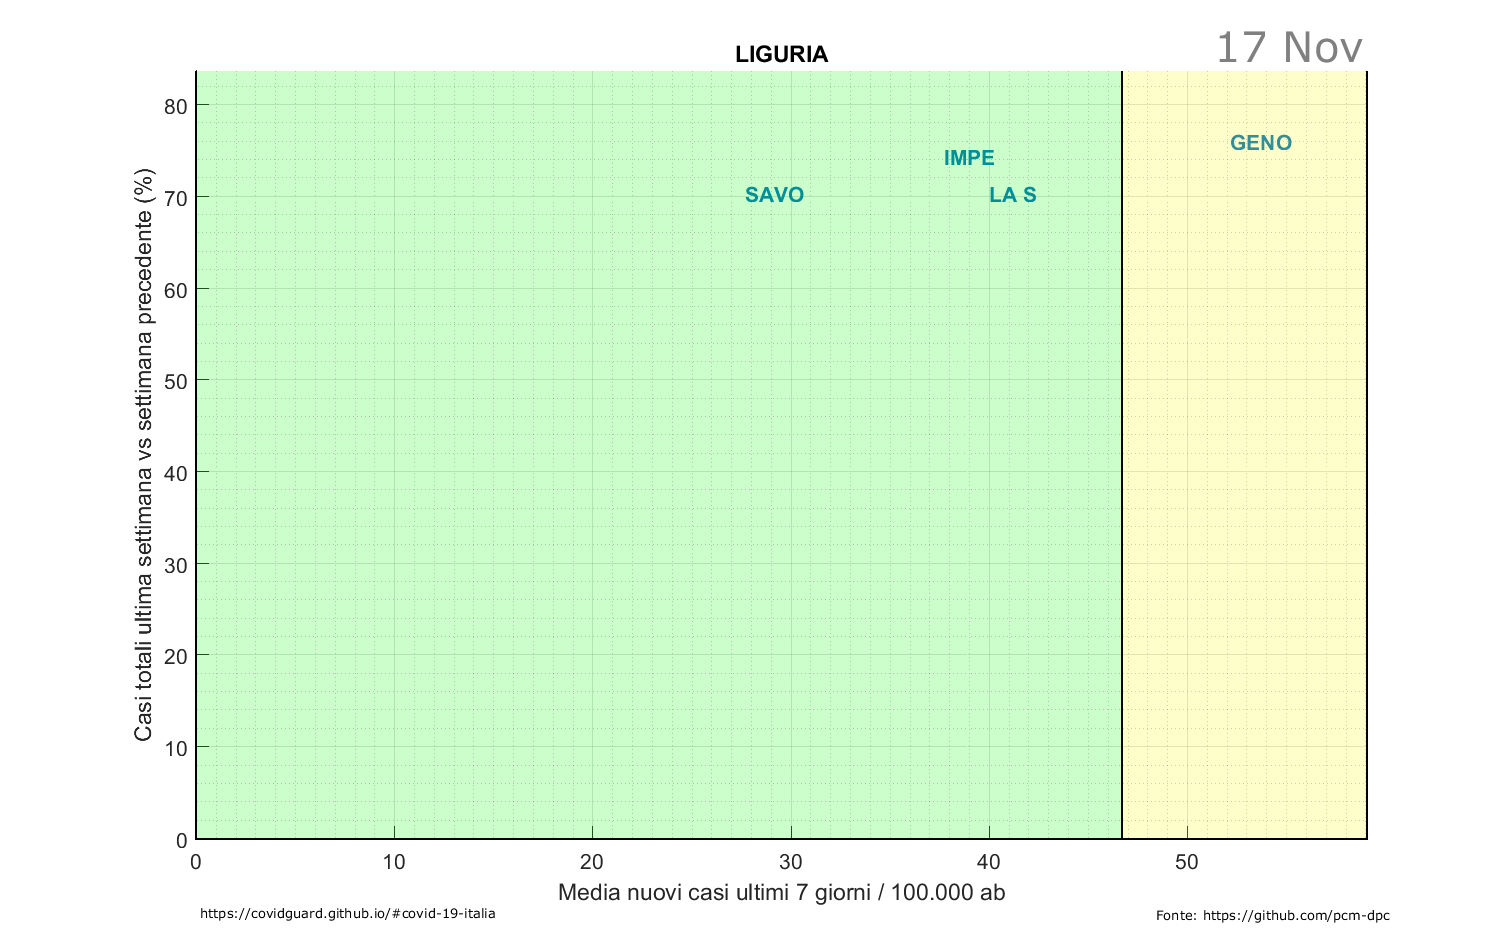 17 Nov
LIGURIA
Casi totali ultima settimana vs settimana precedente (%)
80
70
60
50
40
30
20
10
0
GENO
IMPE
SAVO
LA S
0 10 20 30 40 50
Media nuovi casi ultimi 7 giorni / 100.000 ab
https://covidguard.github.io/#covid-19-italia
Fonte: https://github.com/pcm-dpc